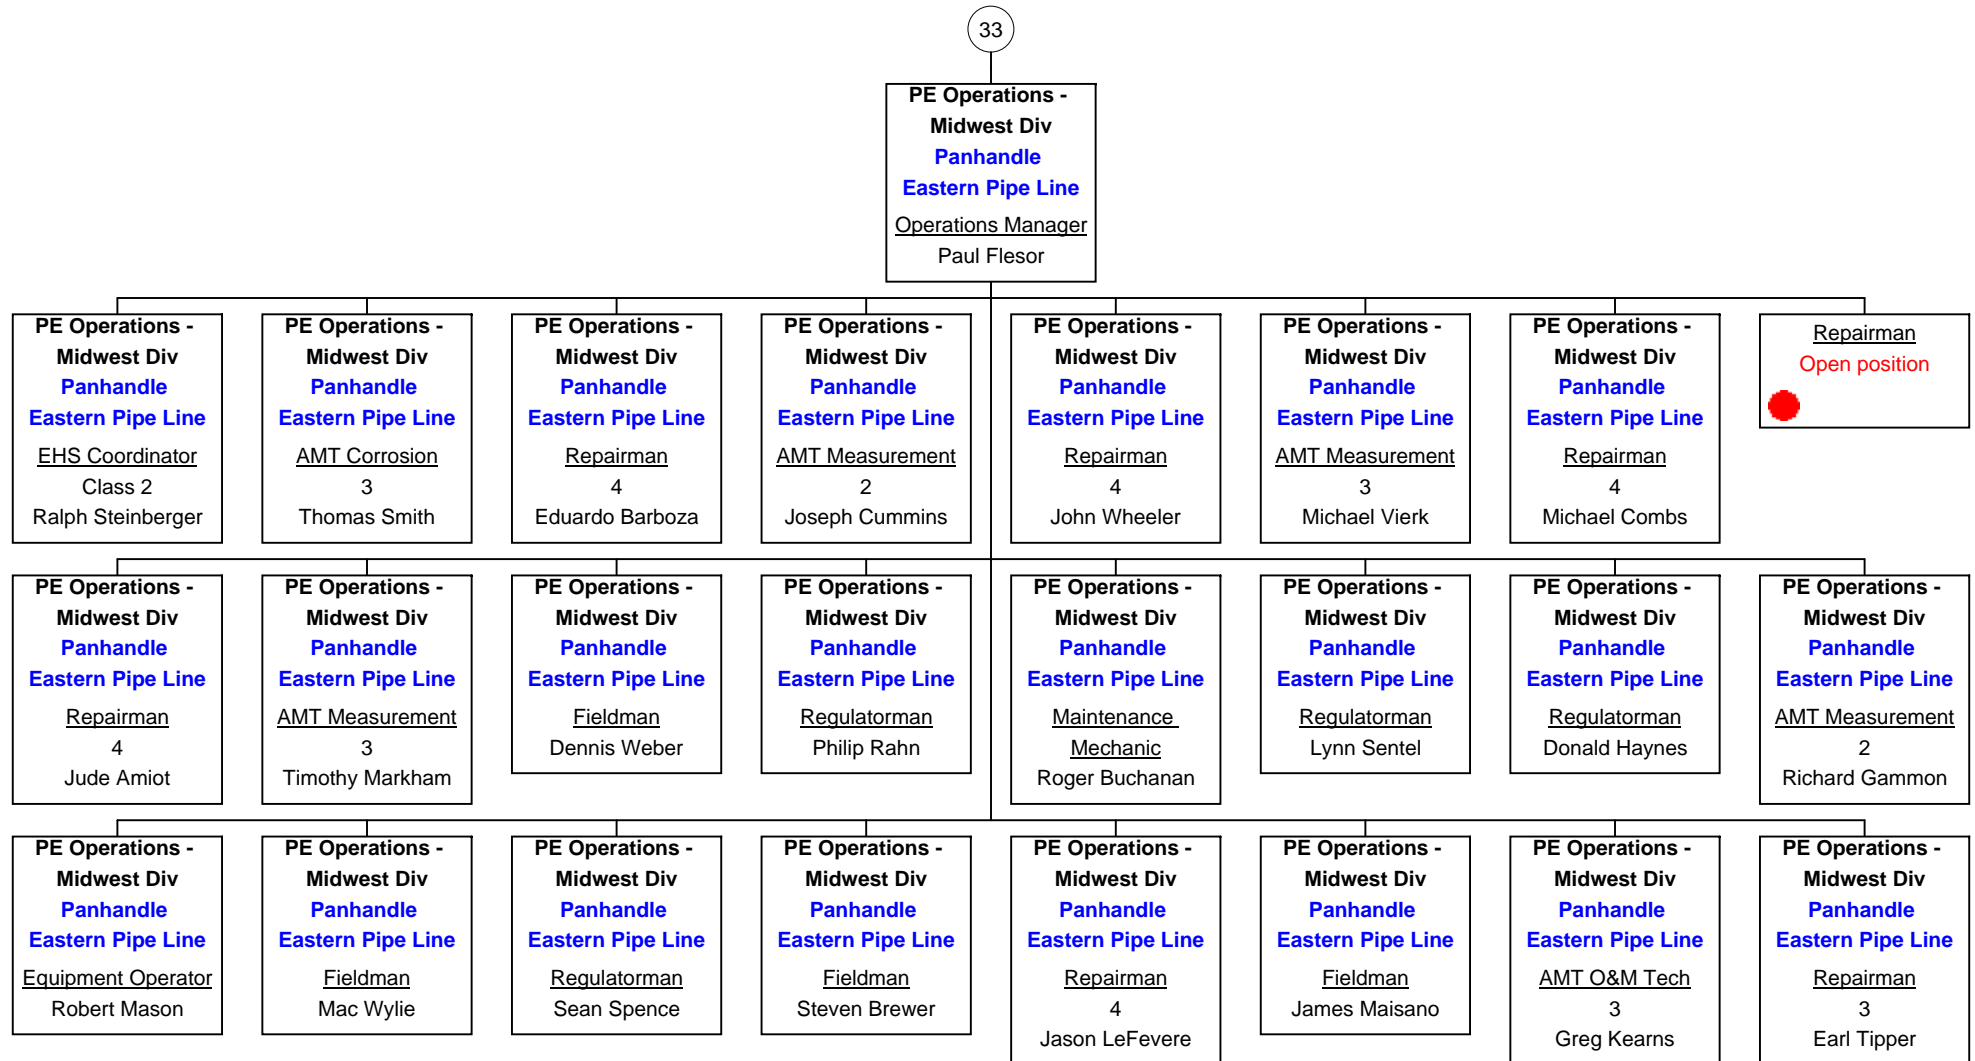 33
PE Operations -
Midwest Div
Panhandle
Eastern Pipe Line
Operations Manager
Paul Flesor
PE Operations -
Midwest Div
Panhandle
Eastern Pipe Line
EHS Coordinator
Class 2
Ralph Steinberger
PE Operations -
Midwest Div
Panhandle
Eastern Pipe Line
AMT Corrosion
3
Thomas Smith
PE Operations -
Midwest Div
Panhandle
Eastern Pipe Line
Repairman
4
Eduardo Barboza
PE Operations -
Midwest Div
Panhandle
Eastern Pipe Line
AMT Measurement
2
Joseph Cummins
PE Operations -
Midwest Div
Panhandle
Eastern Pipe Line
Repairman
4
John Wheeler
PE Operations -
Midwest Div
Panhandle
Eastern Pipe Line
AMT Measurement
3
Michael Vierk
PE Operations -
Midwest Div
Panhandle
Eastern Pipe Line
Repairman
4
Michael Combs
Repairman
Open position
PE Operations -
Midwest Div
Panhandle
Eastern Pipe Line
Repairman
4
Jude Amiot
PE Operations -
Midwest Div
Panhandle
Eastern Pipe Line
AMT Measurement
3
Timothy Markham
PE Operations -
Midwest Div
Panhandle
Eastern Pipe Line
Fieldman
Dennis Weber
PE Operations -
Midwest Div
Panhandle
Eastern Pipe Line
Regulatorman
Philip Rahn
PE Operations -
Midwest Div
Panhandle
Eastern Pipe Line
Maintenance
Mechanic
Roger Buchanan
PE Operations -
Midwest Div
Panhandle
Eastern Pipe Line
Regulatorman
Lynn Sentel
PE Operations -
Midwest Div
Panhandle
Eastern Pipe Line
Regulatorman
Donald Haynes
PE Operations -
Midwest Div
Panhandle
Eastern Pipe Line
AMT Measurement
2
Richard Gammon
PE Operations -
Midwest Div
Panhandle
Eastern Pipe Line
Equipment Operator
Robert Mason
PE Operations -
Midwest Div
Panhandle
Eastern Pipe Line
Fieldman
Mac Wylie
PE Operations -
Midwest Div
Panhandle
Eastern Pipe Line
Regulatorman
Sean Spence
PE Operations -
Midwest Div
Panhandle
Eastern Pipe Line
Fieldman
Steven Brewer
PE Operations -
Midwest Div
Panhandle
Eastern Pipe Line
Repairman
4
Jason LeFevere
PE Operations -
Midwest Div
Panhandle
Eastern Pipe Line
Fieldman
James Maisano
PE Operations -
Midwest Div
Panhandle
Eastern Pipe Line
AMT O&M Tech
3
Greg Kearns
PE Operations -
Midwest Div
Panhandle
Eastern Pipe Line
Repairman
3
Earl Tipper